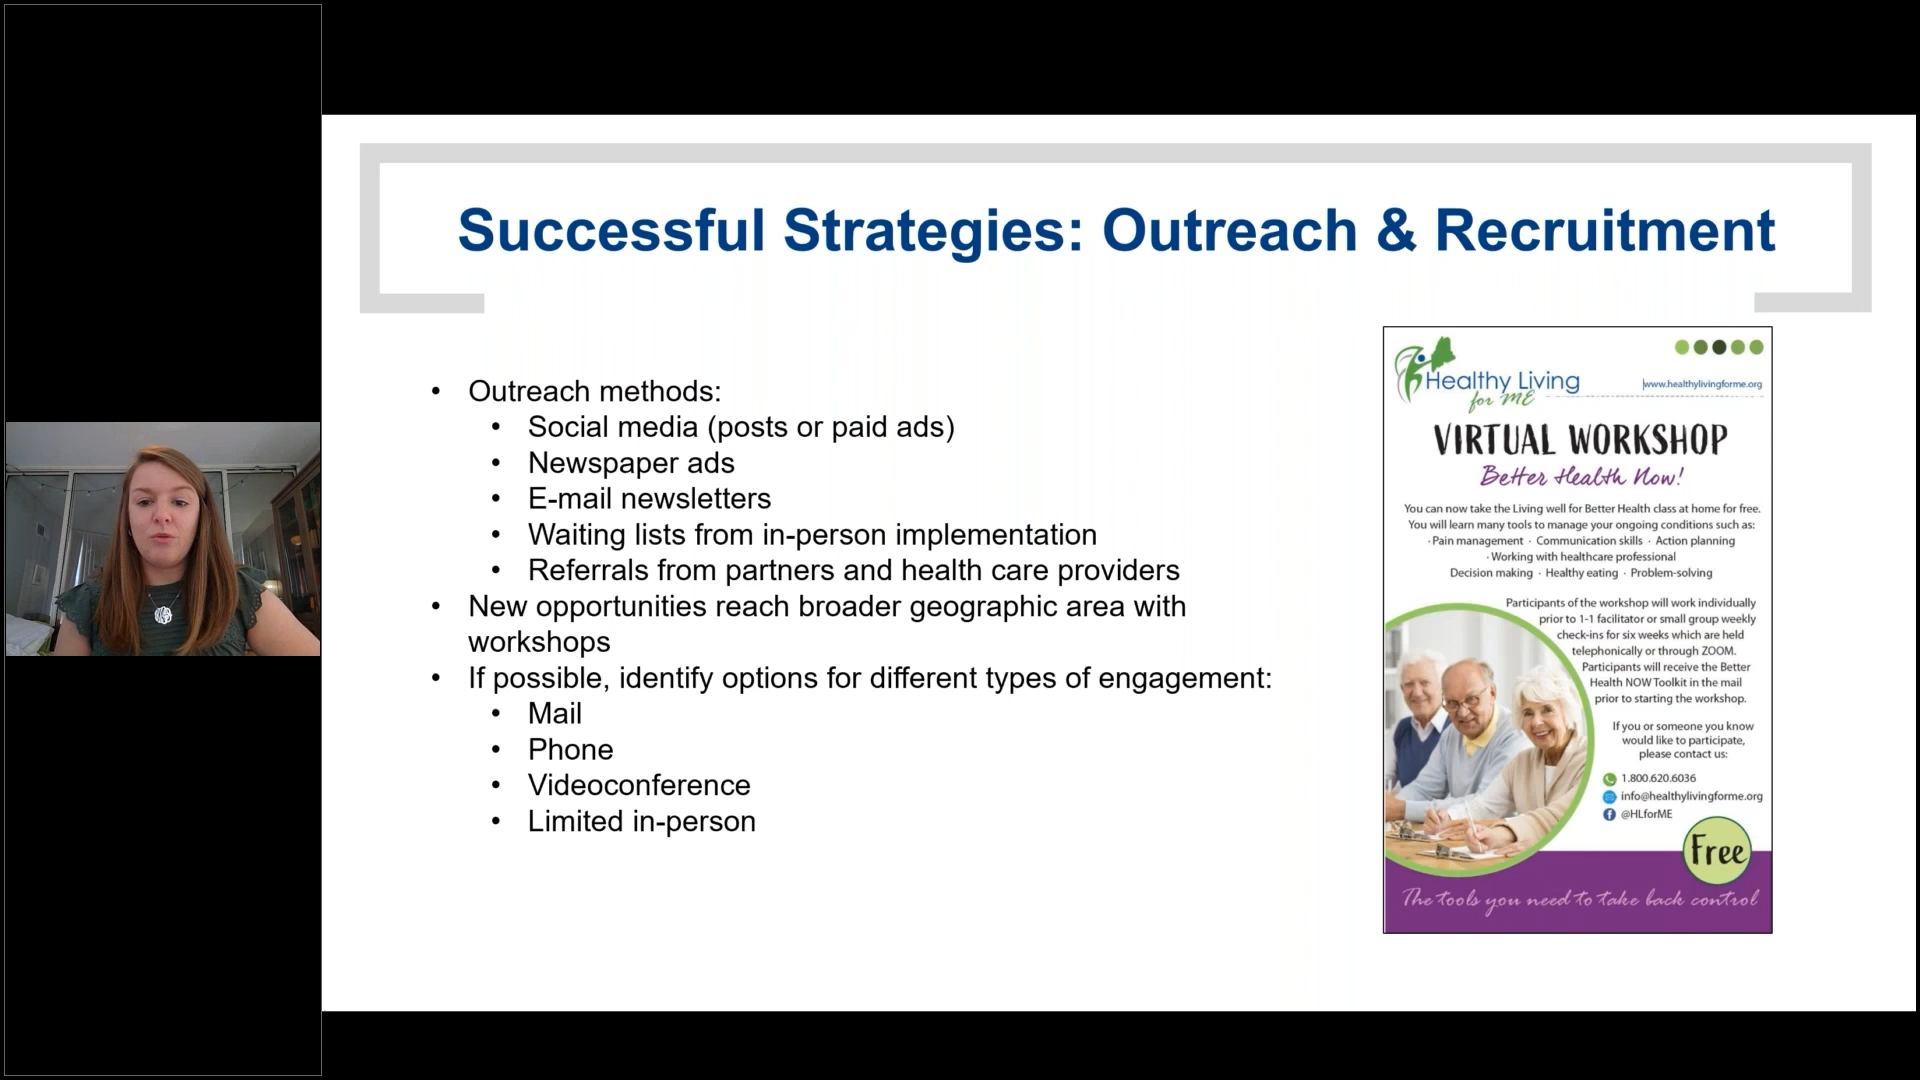 Successful Strategies: Outreach & Recruitment
• Outreach methods:
• Social media (posts or paid ads)
• Newspaper ads
• E-mail newsletters
• Waiting lists from in-person implementation
• Referrals from partners and health care providers
• New opportunities reach broader geographic area with
workshops
• If possible, identify options for different types of engagement:
• Mail
• Phone
• Videoconference
• Limited in-person
Healthy Living
for ME
www.healthylivingforme.org
VIRTUAL WORKSHOP
Better Health Now!
You can now take the Living well for Better Health class at home for free.
You will learn many tools to manage your ongoing conditions such as:
· Pain management · Communication skills · Action planning
· Working with healthcare professional
Decision making · Healthy eating · Problem-solving
Participants of the workshop will work individually
prior to 1-1 facilitator or small group weekly
check-ins for six weeks which are held
telephonically or through ZOOM.
Participants will receive the Better
Health NOW Toolkit in the mail
prior to starting the workshop.
If you or someone you know
would like to participate,
please contact us:
1.800.620.6036
info@healthylivingforme.org
@HLforME
Free
The tools you need to take back control